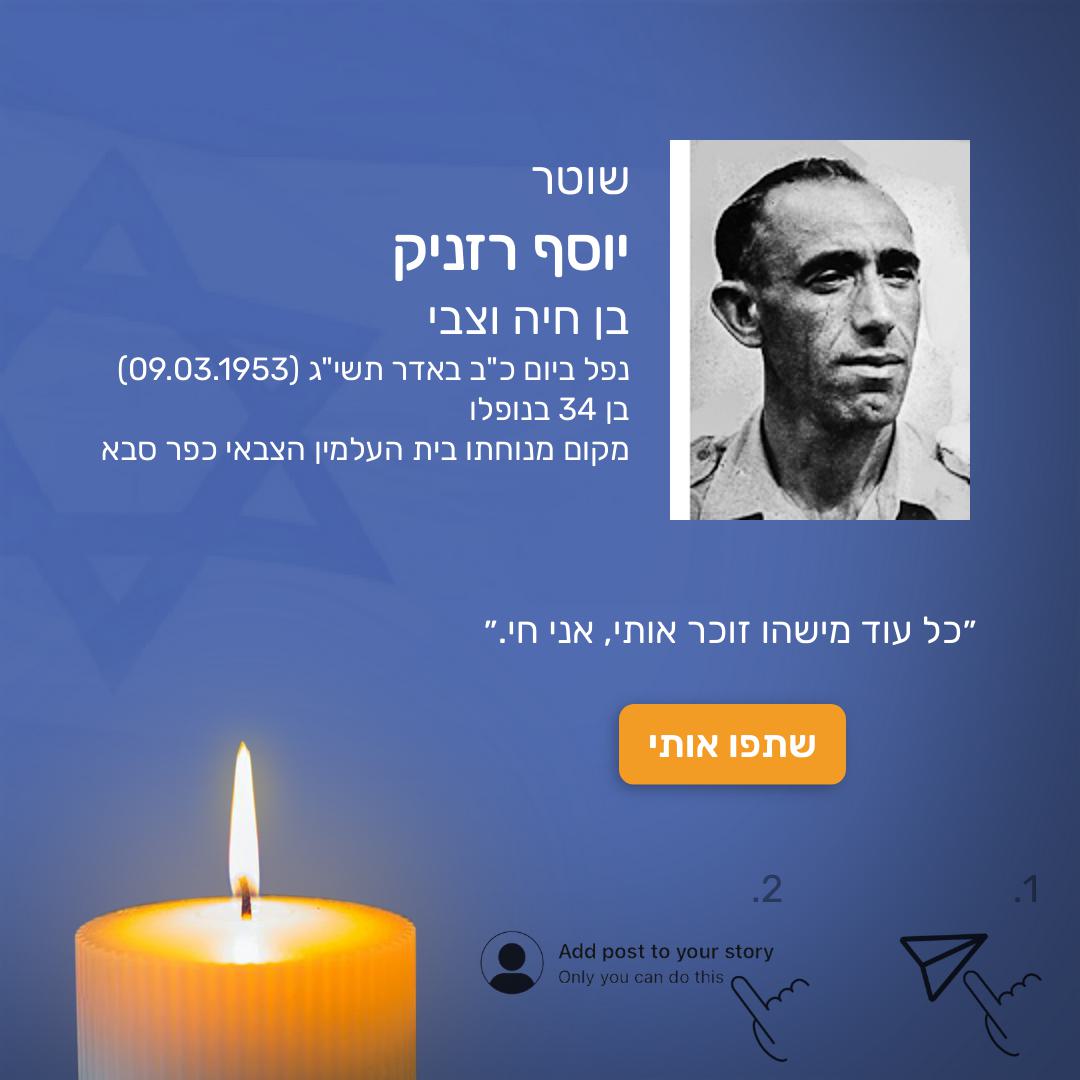 שוטר
יוסף רזניק
בן חיה וצבי
נפל ביום כ"ב באדר תשי"ג (09.03.1953)
בן 34 בנופלו
מקום מנוחתו בית העלמין הצבאי כפר סבא
״כל עוד מישהו זוכר אותי, אני חי.״
שתפו אותי
1.
2.
Add post to your story
Only you can do this